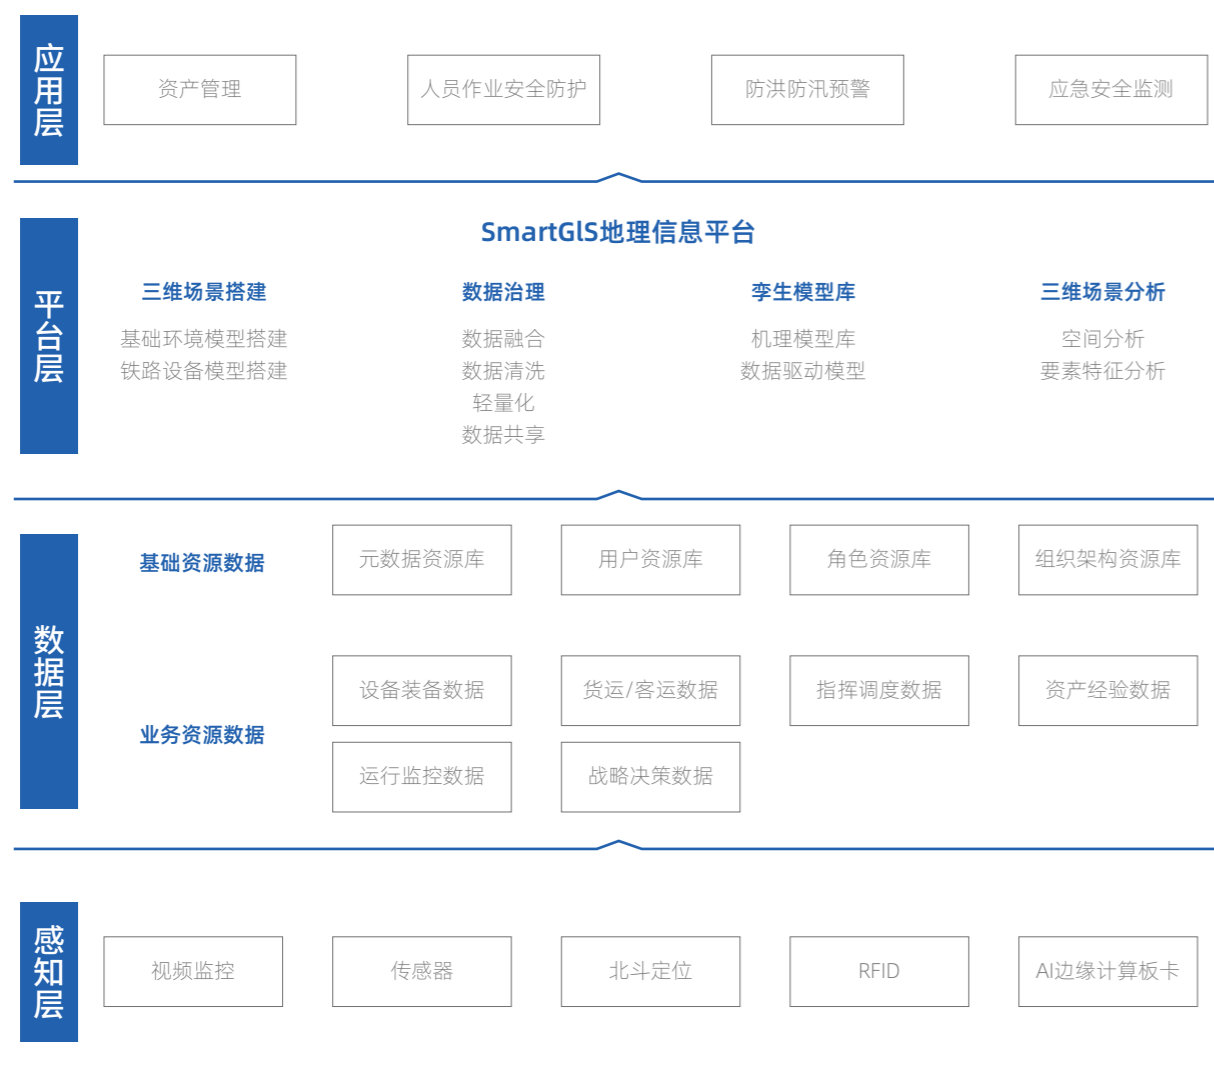 应用层
资产管理
人员作业安全防护
防洪防汛预警
应急安全监测
平台层
SmartGlS地理信息平台
三维场景搭建
基础环境模型搭建
铁路设备模型搭建
数据治理
数据融合
数据清洗
轻量化
数据共享
孪生模型库
机理模型库
数据驱动模型
三维场景分析
空间分析
要素特征分析
数据层
基础资源数据
元数据资源库
用户资源库
角色资源库
组织架构资源库
业务资源数据
设备装备数据
货运/客运数据
指挥调度数据
资产经验数据
运行监控数据
战略决策数据
感知层
视频监控
传感器
北斗定位
RFID
AI边缘计算板卡